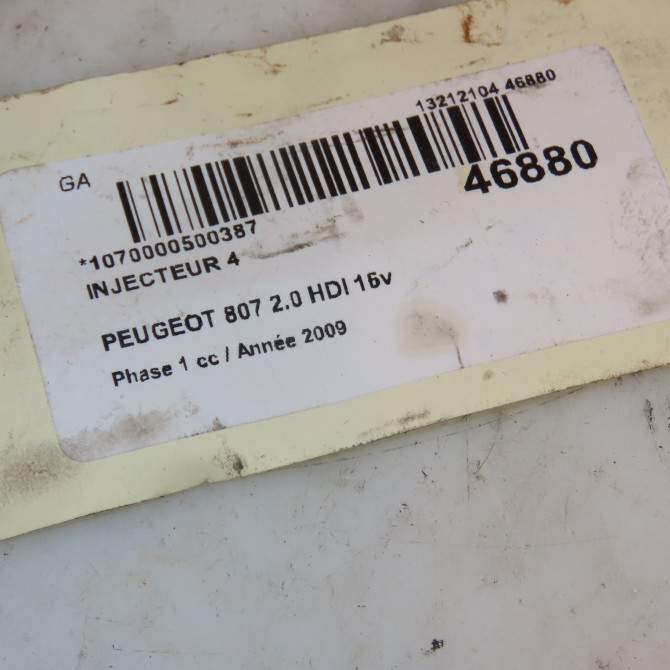 13212104 46880
GA
46880
*1070000500387
INJECTEUR 4
PEUGEOT 807 2.0 HDI 16v
Phase 1 cc / Année 2009